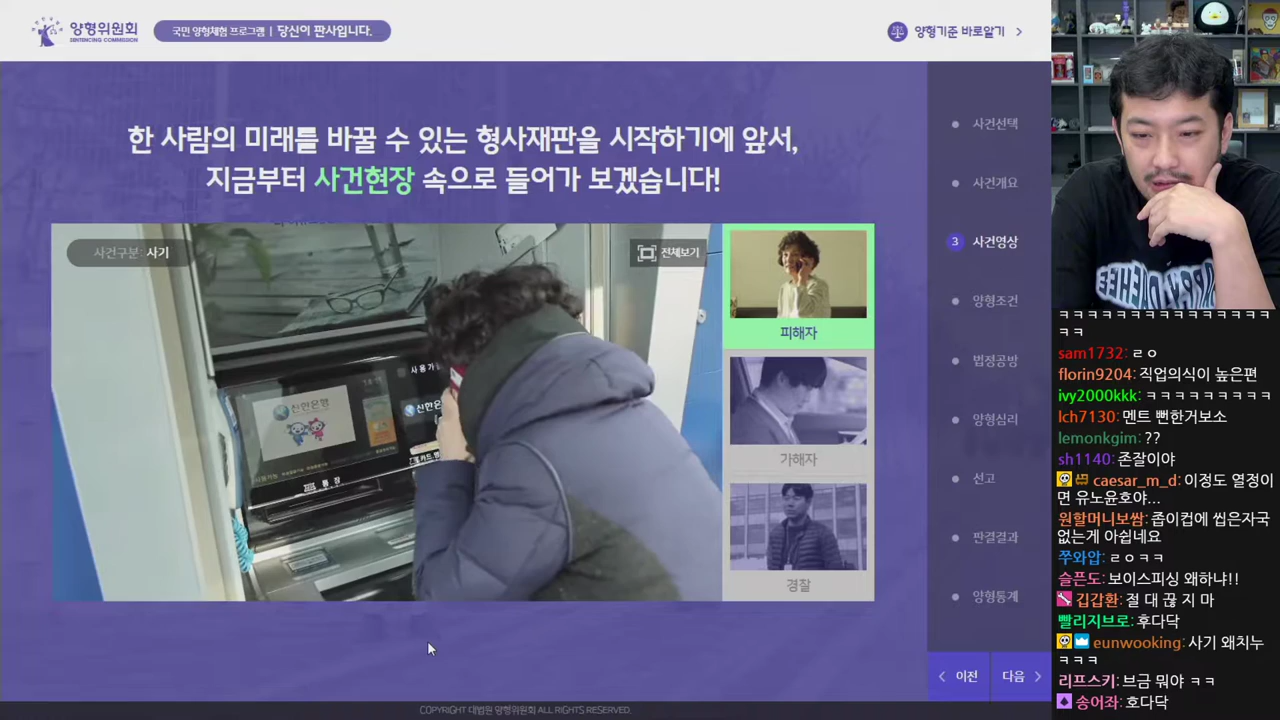 양형위원회
SENTENCING COMMISSION
국민 양형체험 프로그램 | 당신이 판사입니다.
양형기준 바로알기
한 사람의 미래를 바꿀 수 있는 형사재판을 시작하기에 앞서,
지금부터 사건현장 속으로 들어가 보겠습니다!
사건구분: 사기
전체보기
신한은행
신한은
통장
피해자
가해자
경찰
사건선택
사건개요
3 사건영상
양형조건
법정공방
양형심리
선고
판결결과
양형통계
이전
다음
COPYRIGHT 대법원 양형위원회 ALL RIGHTS RESERVED.
ㅋㅋㅋㅋㅋㅋㅋㅋㅋㅋㅋㅋㅋㅋㅋ
ㅋㅋ
sam1732: ㄹㅇ
florin9204: 직업의식이 높은편
ivy2000kkk: ㅋㅋㅋㅋㅋㅋㅋㅋㅋ
lch7130: 멘트 뻔한거보소
lemonkgim: ??
sh1140: 존잘이야
caesar_m_d: 이정도 열정이
면 유노윤호야...
원할머니보쌈: 좁이컵에 씹은자국
없는게 아쉽네요
쭈와압: ㄹㅇㅋㅋ
슬픈도: 보이스피싱 왜하냐!!
김갑환: 절 대 끊 지 마
빨리지브로: 후다닥
eunwooking: 사기 왜치누
ㅋㅋㅋ
리프스키: 브금 뭐야 ㅋㅋ
송어좌: 호다닥